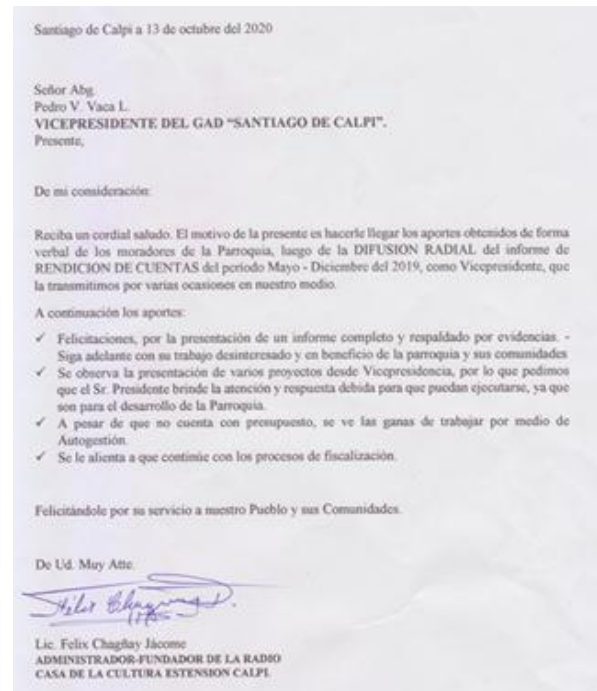 Santiago de Calpi a 13 de octubre del 2020
Señor Abg.
Pedro V. Vaca L.
VICEPRESIDENTE DEL GAD “SANTIAGO DE CALPI”.
Presente,
De mi consideración:
Reciba un cordial saludo. El motivo de la presente es hacerle llegar los aportes obtenidos de forma
verbal de los moradores de la Parroquia, luego de la DIFUSION RADIAL del informe de
RENDICION DE CUENTAS del periodo Mayo - Diciembre del 2019, como Vicepresidente, que
la transmitimos por varias ocasiones en nuestro medio.
A continuación los aportes:
✓ Felicitaciones, por la presentación de un informe completo y respaldado por evidencias. -
Siga adelante con su trabajo desinteresado y en beneficio de la parroquia y sus comunidades
✓ Se observa la presentación de varios proyectos desde Vicepresidencia, por lo que pedimos
que el Sr. Presidente brinde la atención y respuesta debida para que puedan ejecutarse, ya que
son para el desarrollo de la Parroquia.
✓ A pesar de que no cuenta con presupuesto, se ve las ganas de trabajar por medio de
Autogestión.
✓ Se le alienta a que continúe con los procesos de fiscalización.
Felicitándole por su servicio a nuestro Pueblo y sus Comunidades.
De Ud. Muy Atte.
Lic. Felix Chagñay Jácome
ADMINISTRADOR-FUNDADOR DE LA RADIO
CASA DE LA CULTURA ESTENSION CALPI.